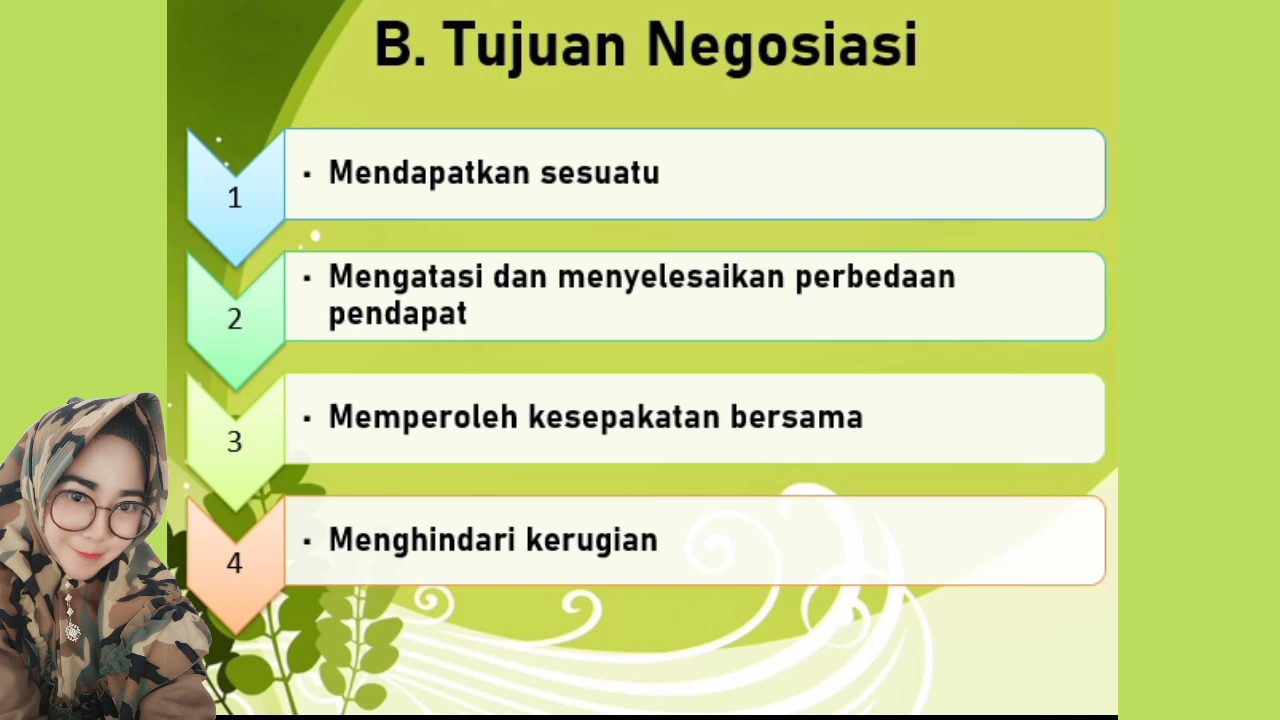 B. Tujuan Negosiasi
1
▪ Mendapatkan sesuatu
2
▪ Mengatasi dan menyelesaikan perbedaan
pendapat
3
▪ Memperoleh kesepakatan bersama
4
▪ Menghindari kerugian